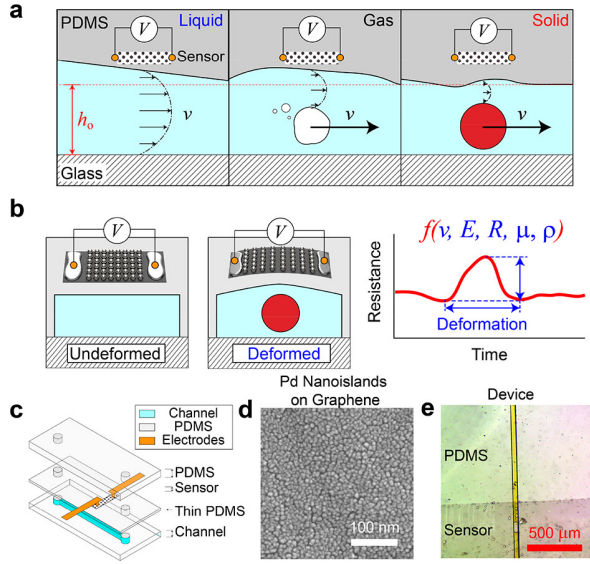 a
PDMS
Liquid
Gas
Solid
V
V
V
Sensor
h₀
v
v
v
Glass
b
V
V
Undeformed
Deformed
f(v, E, R, μ, ρ)
Resistance
Deformation
Time
c
Channel
PDMS
Electrodes
PDMS
Sensor
Thin PDMS
Channel
d
Pd Nanoislands
on Graphene
100 nm
e
Device
PDMS
Sensor
500 μm